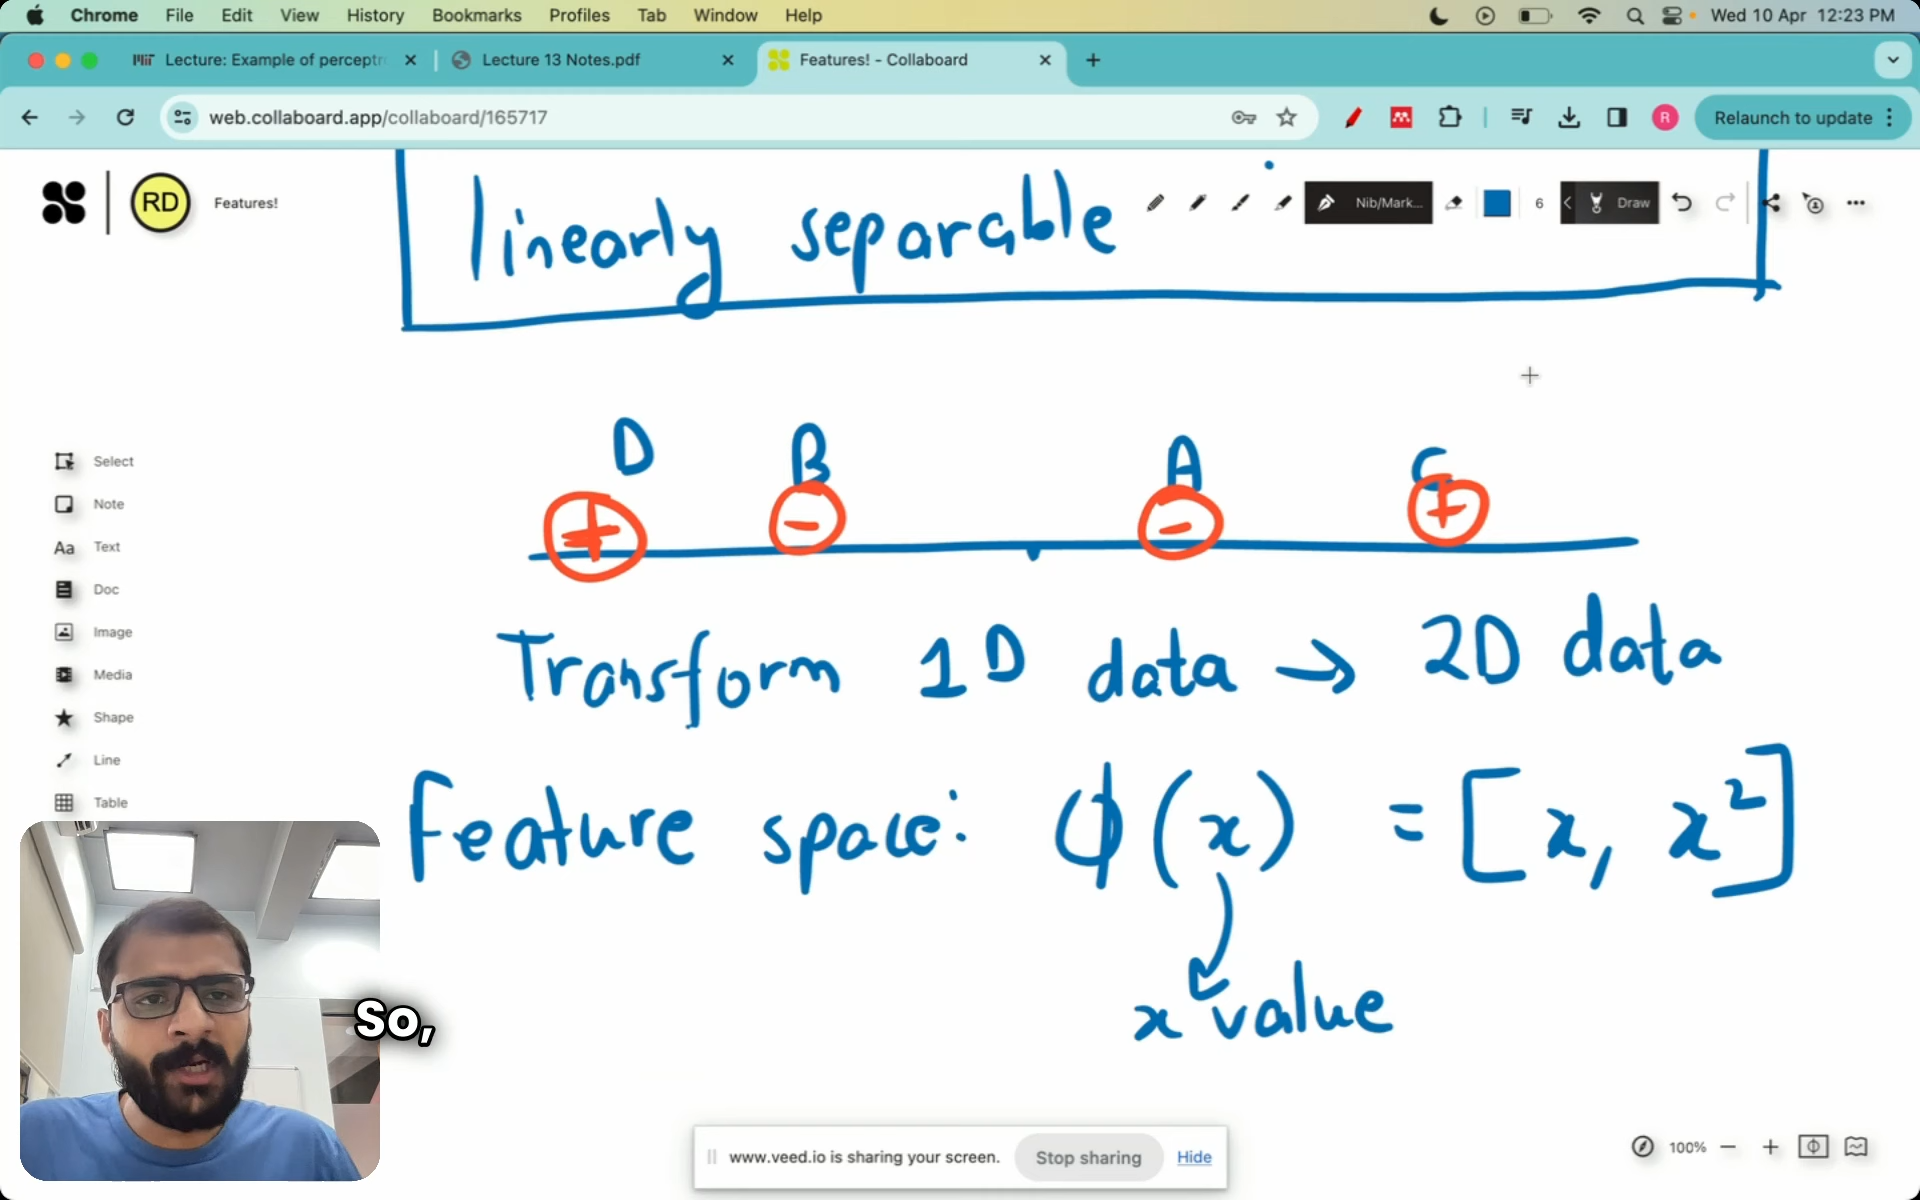 Chrome File Edit View History Bookmarks Profiles Tab Window Help Wed 10 Apr 12:23 PM
Lecture: Example of perceptr Lecture 13 Notes.pdf Features! - Collaboard
web.collaboard.app/collaboard/165717 R Relaunch to update
RD Features! Nib/Mark... 6 Draw
linearly separable
D B A C
+ - - +
Select
Note
Aa Text
Doc
Image
Media
Shape
Line
Table
Transform 1D data → 2D data
Feature space: ϕ(x) = [x, x²]
x value
So,
www.veed.io is sharing your screen. Stop sharing Hide
100%